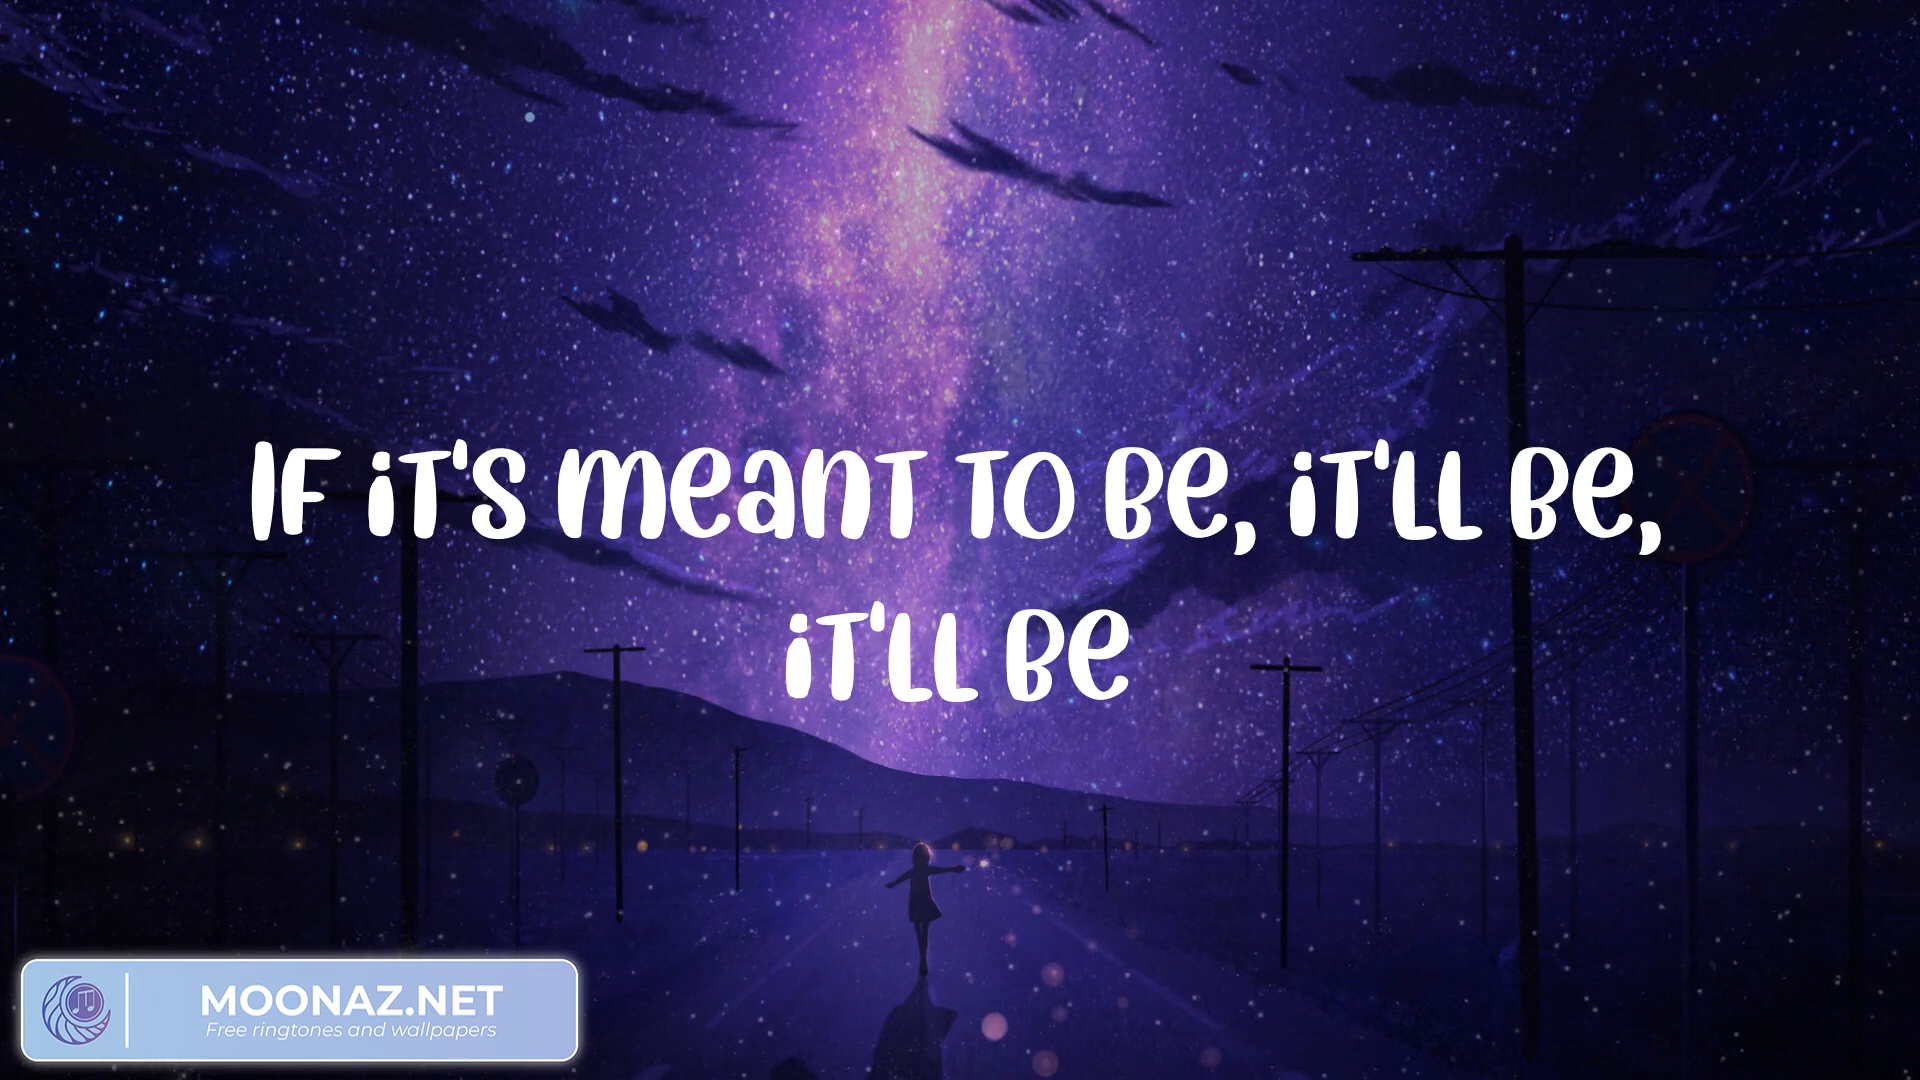 IF iT'S meanT TO Be, iT'LL Be,
iT'LL Be
MOONAZ.NET
Free ringtones and wallpapers